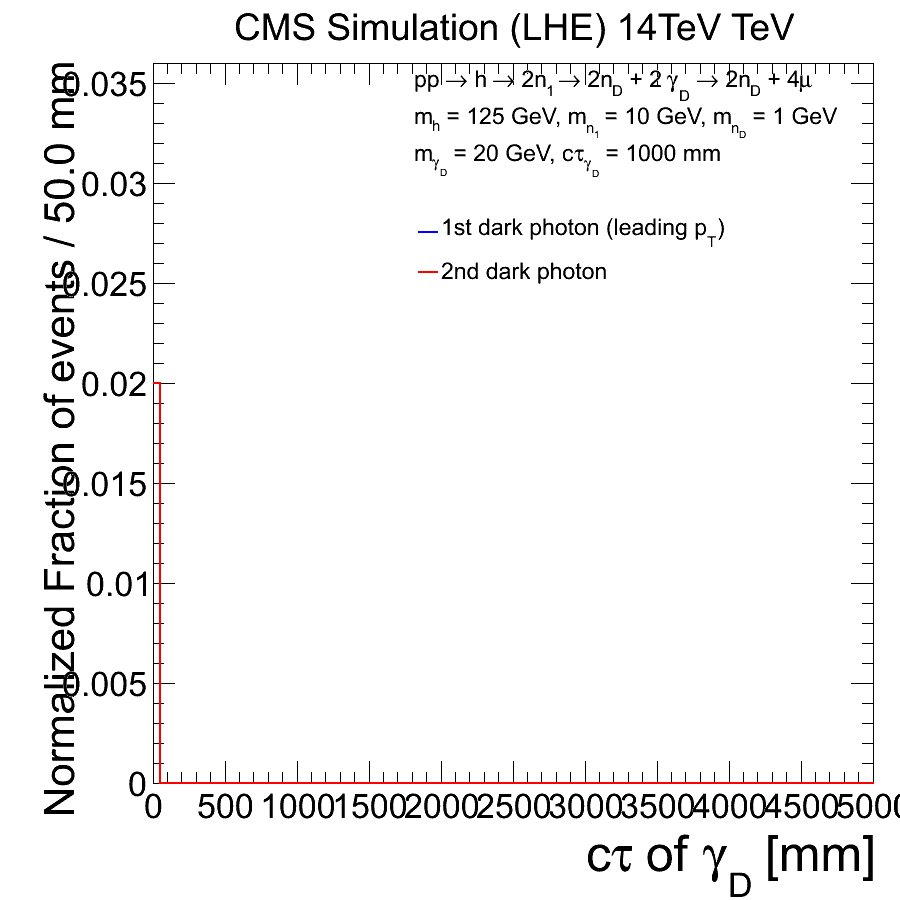 CMS Simulation (LHE) 14TeV TeV
pp → h → 2n1 → 2nD + 2 γD → 2nD + 4μ
mh = 125 GeV, mn1 = 10 GeV, mnD = 1 GeV
mγD = 20 GeV, cτγD = 1000 mm
1st dark photon (leading pT)
2nd dark photon
Normalized Fraction of events / 50.0 mm
0.035
0.03
0.025
0.02
0.015
0.01
0.005
0
0 500 1000 1500 2000 2500 3000 3500 4000 4500 5000
cτ of γD [mm]